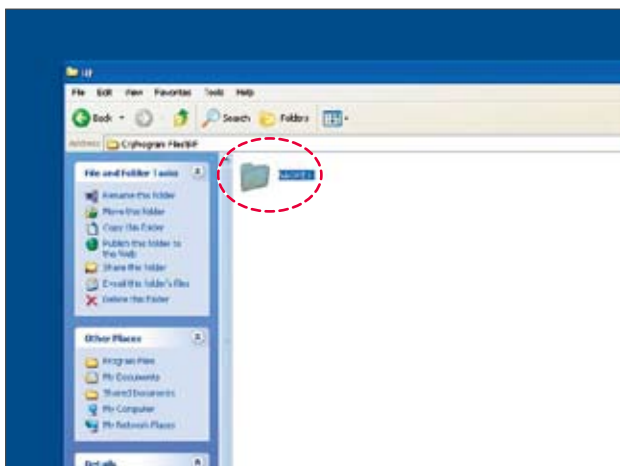 File Edit View Favorites Tools Help
Back Search Folders
Address C:\Program Files\
File and Folder Tasks
Rename this folder
Move this folder
Copy this folder
Publish this folder to
the Web
Share this folder
E-mail this folder's files
Delete this folder
Other Places
Program Files
My Documents
Shared Documents
My Computer
My Network Places
Details